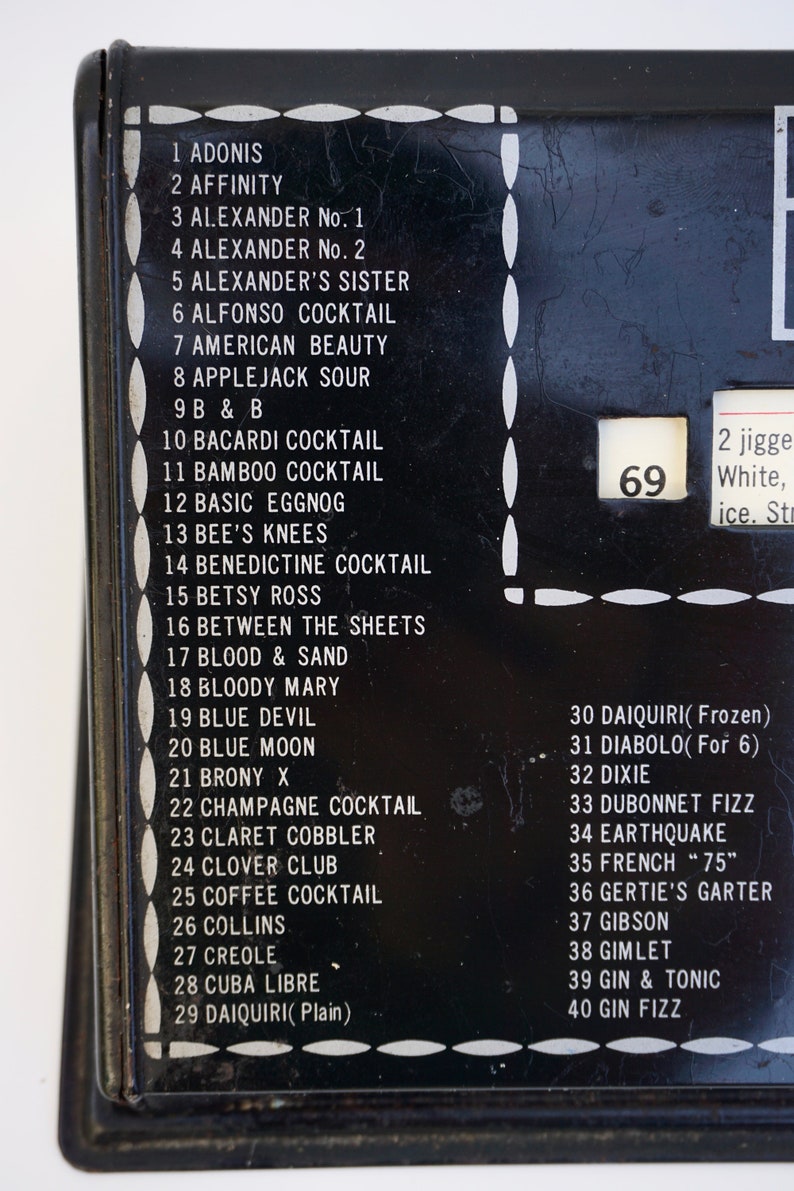 1 ADONIS
2 AFFINITY
3 ALEXANDER No. 1
4 ALEXANDER No. 2
5 ALEXANDER'S SISTER
6 ALFONSO COCKTAIL
7 AMERICAN BEAUTY
8 APPLEJACK SOUR
9 B & B
10 BACARDI COCKTAIL
11 BAMBOO COCKTAIL
12 BASIC EGGNOG
13 BEE'S KNEES
14 BENEDICTINE COCKTAIL
15 BETSY ROSS
16 BETWEEN THE SHEETS
17 BLOOD & SAND
18 BLOODY MARY
19 BLUE DEVIL
20 BLUE MOON
21 BRONY X
22 CHAMPAGNE COCKTAIL
23 CLARET COBBLER
24 CLOVER CLUB
25 COFFEE COCKTAIL
26 COLLINS
27 CREOLE
28 CUBA LIBRE
29 DAIQUIRI(Plain)
69
2 jigge
White,
ice. Str
30 DAIQUIRI(Frozen)
31 DIABOLO(For 6)
32 DIXIE
33 DUBONNET FIZZ
34 EARTHQUAKE
35 FRENCH "75"
36 GERTIE'S GARTER
37 GIBSON
38 GIMLET
39 GIN & TONIC
40 GIN FIZZ